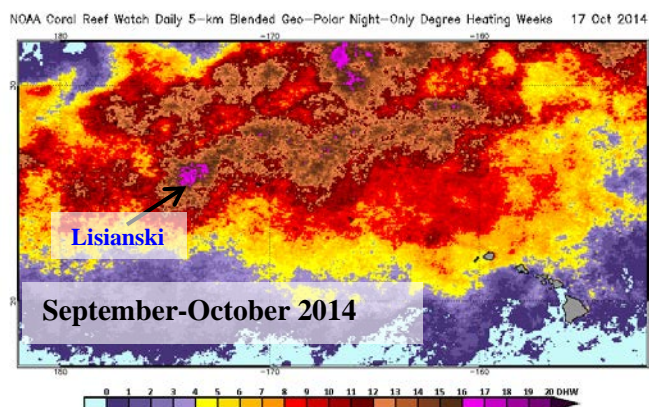 NOAA Coral Reef Watch Daily 5-km Blended Geo-Polar Night-Only Degree Heating Weeks 17 Oct 2014
180 -170 -160
Lisianski
September-October 2014
180 -170 -160
0 1 2 3 4 5 6 7 8 9 10 11 12 13 14 15 16 17 18 19 20 DHW